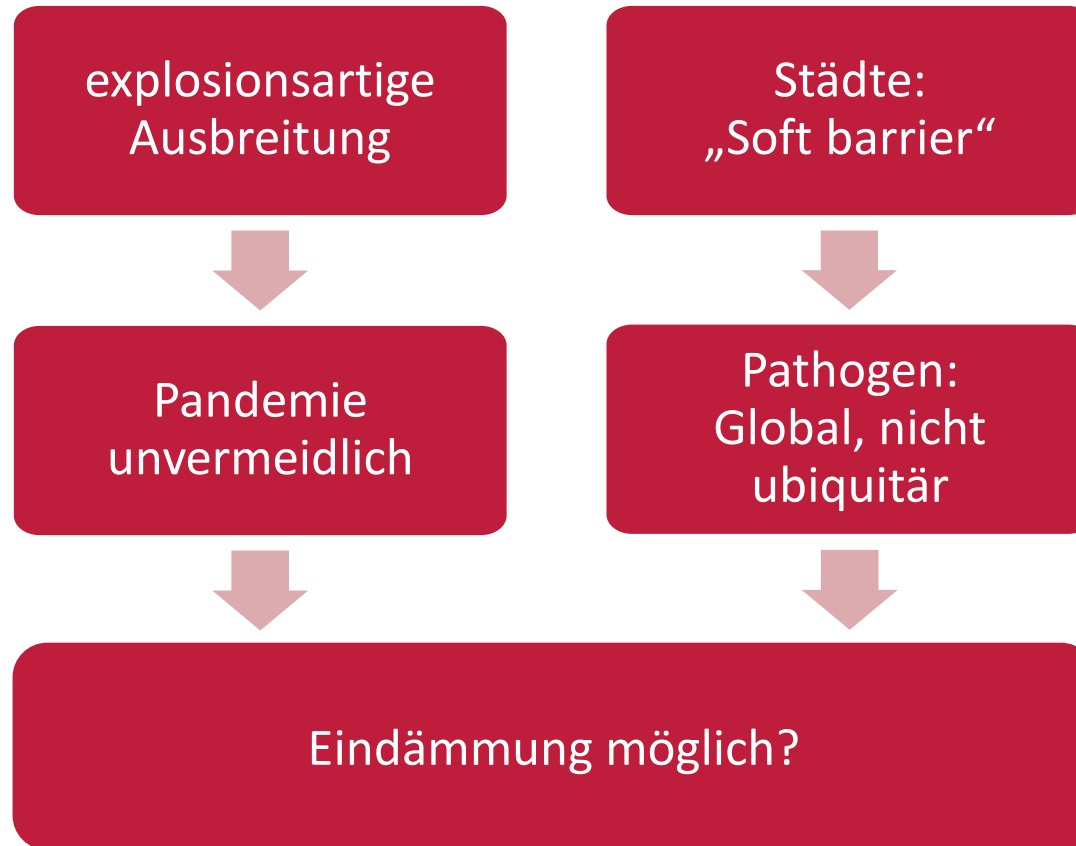 explosionsartige
Ausbreitung
Pandemie
unvermeidlich
Städte:
„Soft barrier“
Pathogen:
Global, nicht
ubiquitär
Eindämmung möglich?